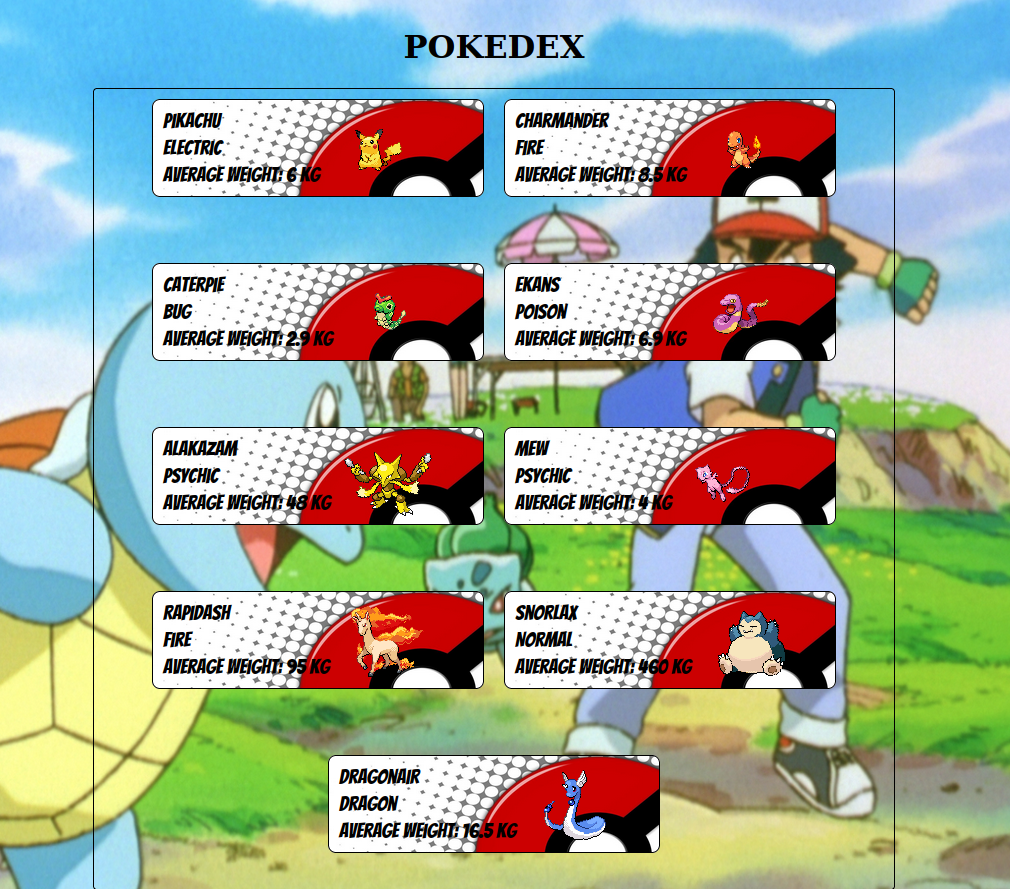 POKEDEX
PIKACHU
ELECTRIC
AVERAGE WEIGHT: 6 KG
CHARMANDER
FIRE
AVERAGE WEIGHT: 8.5 KG
CATERPIE
BUG
AVERAGE WEIGHT: 2.9 KG
EKANS
POISON
AVERAGE WEIGHT: 6.9 KG
ALAKAZAM
PSYCHIC
AVERAGE WEIGHT: 48 KG
MEW
PSYCHIC
AVERAGE WEIGHT: 4 KG
RAPIDASH
FIRE
AVERAGE WEIGHT: 95 KG
SNORLAX
NORMAL
AVERAGE WEIGHT: 460 KG
DRAGONAIR
DRAGON
AVERAGE WEIGHT: 16.5 KG